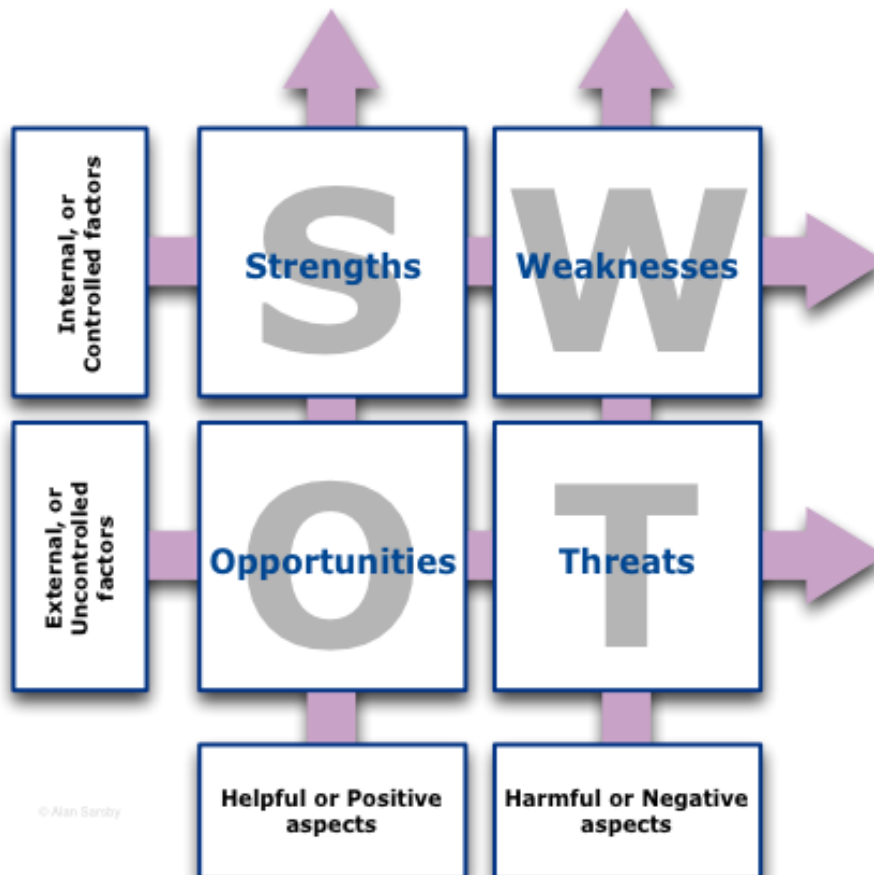 Internal, or
Controlled factors
S
Strengths
W
Weaknesses
External, or
Uncontrolled
factors
O
Opportunities
T
Threats
Helpful or Positive
aspects
Harmful or Negative
aspects
© Alan Sarsby